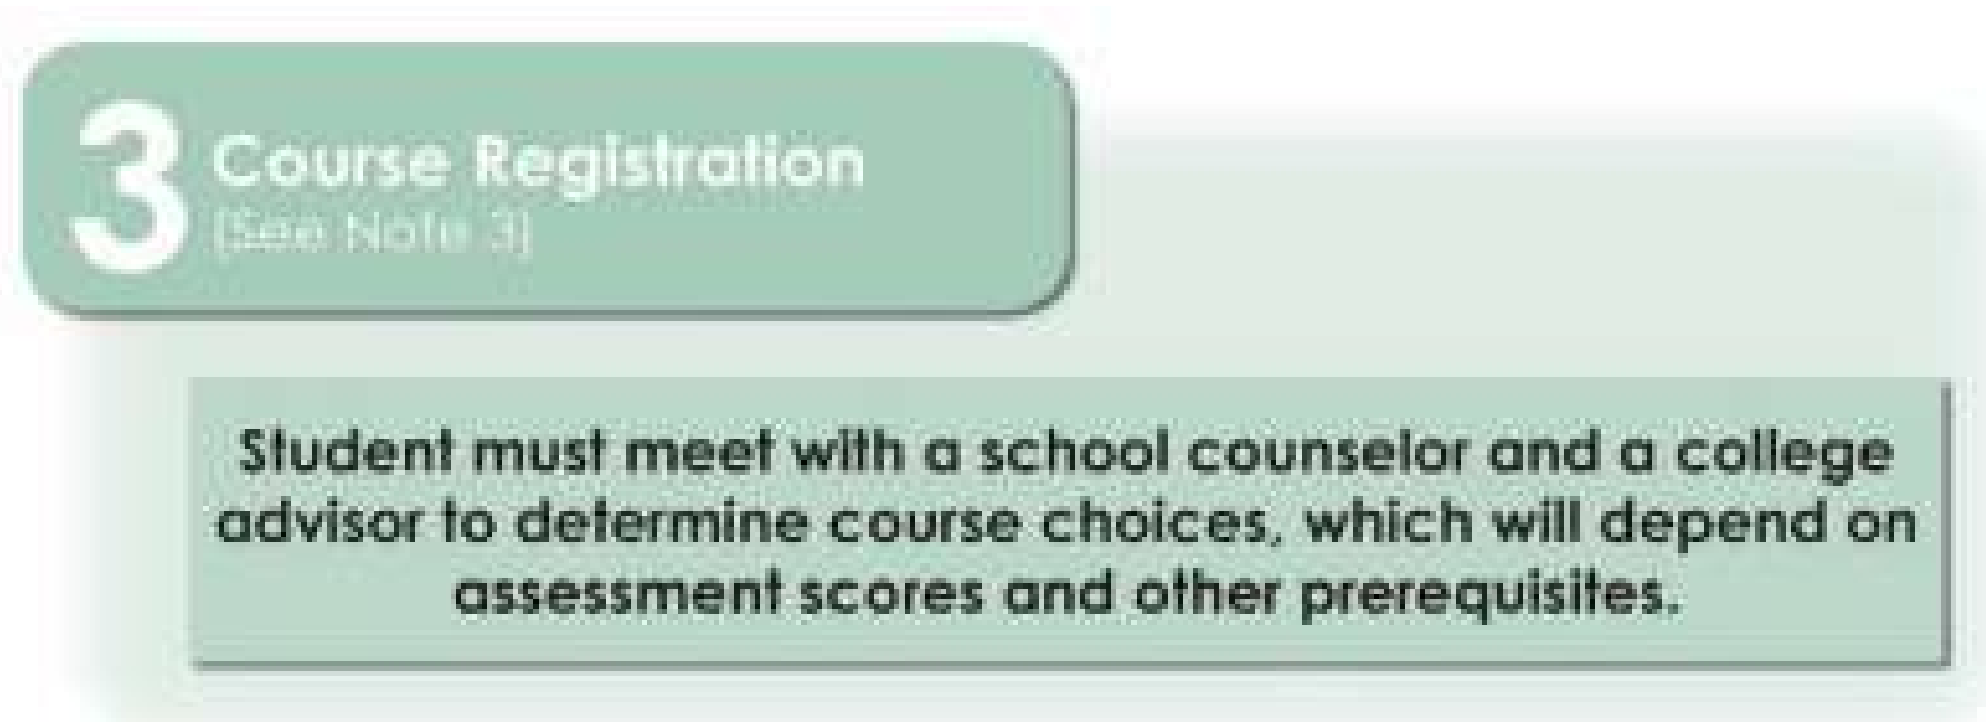 3 Course Registration
(See Note 3)
Student must meet with a school counselor and a college
advisor to determine course choices, which will depend on
assessment scores and other prerequisites.